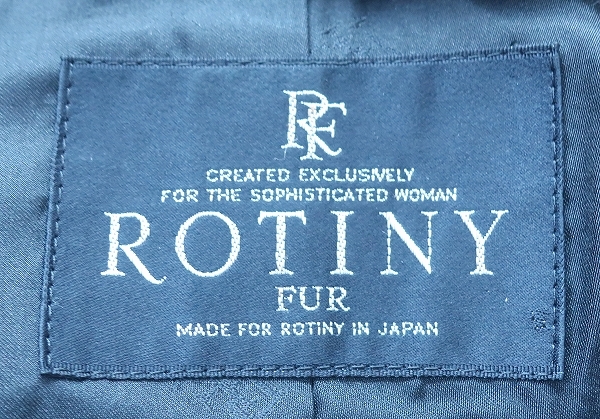 RF
CREATED EXCLUSIVELY
FOR THE SOPHISTICATED WOMAN
ROTINY
FUR
MADE FOR ROTINY IN JAPAN